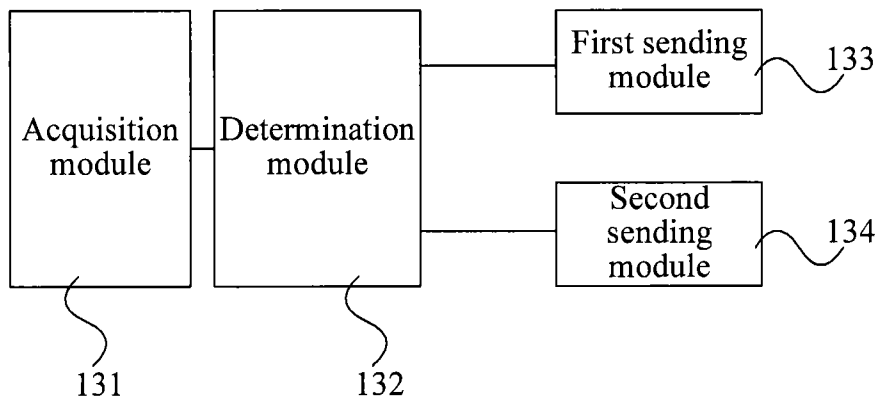 Acquisition
module
131
Determination
module
132
First sending
module
133
Second
sending
module
134